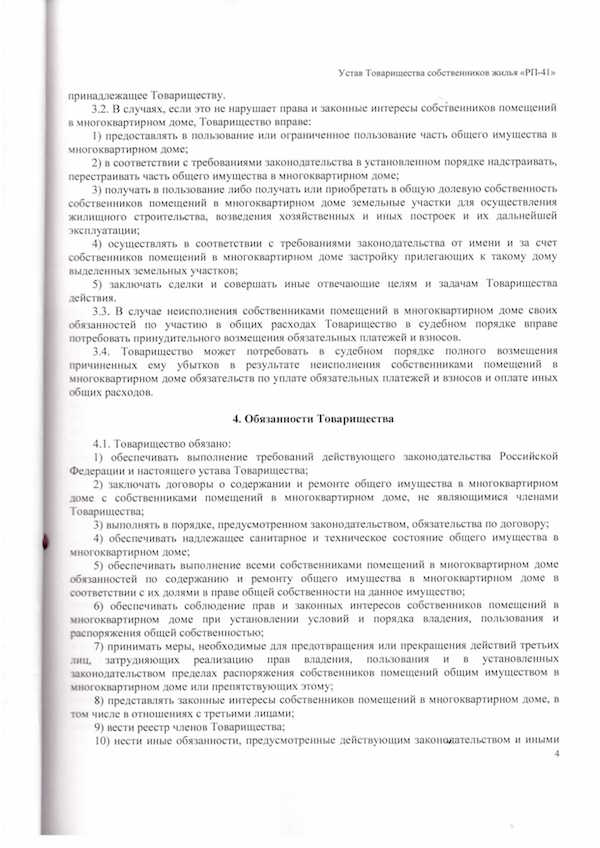 Устав Товарищества собственников жилья «РП-41»
принадлежащее Товариществу.
3.2. В случаях, если это не нарушает права и законные интересы собственников помещений
в многоквартирном доме, Товарищество вправе:
1) предоставлять в пользование или ограниченное пользование часть общего имущества в
многоквартирном доме;
2) в соответствии с требованиями законодательства в установленном порядке надстраивать,
перестраивать часть общего имущества в многоквартирном доме;
3) получать в пользование либо получать или приобретать в общую долевую собственность
собственников помещений в многоквартирном доме земельные участки для осуществления
жилищного строительства, возведения хозяйственных и иных построек и их дальнейшей
эксплуатации;
4) осуществлять в соответствии с требованиями законодательства от имени и за счет
собственников помещений в многоквартирном доме застройку прилегающих к такому дому
выделенных земельных участков;
5) заключать сделки и совершать иные отвечающие целям и задачам Товарищества
действия.
3.3. В случае неисполнения собственниками помещений в многоквартирном доме своих
обязанностей по участию в общих расходах Товарищество в судебном порядке вправе
потребовать принудительного возмещения обязательных платежей и взносов.
3.4. Товарищество может потребовать в судебном порядке полного возмещения
причиненных ему убытков в результате неисполнения собственниками помещений в
многоквартирном доме обязательств по уплате обязательных платежей и взносов и оплате иных
общих расходов.
4. Обязанности Товарищества
4.1. Товарищество обязано:
1) обеспечивать выполнение требований действующего законодательства Российской
Федерации и настоящего устава Товарищества;
2) заключать договоры о содержании и ремонте общего имущества в многоквартирном
доме с собственниками помещений в многоквартирном доме, не являющимися членами
Товарищества;
3) выполнять в порядке, предусмотренном законодательством, обязательства по договору;
4) обеспечивать надлежащее санитарное и техническое состояние общего имущества в
многоквартирном доме;
5) обеспечивать выполнение всеми собственниками помещений в многоквартирном доме
обязанностей по содержанию и ремонту общего имущества в многоквартирном доме в
соответствии с их долями в праве общей собственности на данное имущество;
6) обеспечивать соблюдение прав и законных интересов собственников помещений в
многоквартирном доме при установлении условий и порядка владения, пользования и
распоряжения общей собственностью;
7) принимать меры, необходимые для предотвращения или прекращения действий третьих
лиц, затрудняющих реализацию прав владения, пользования и в установленных
законодательством пределах распоряжения собственников помещений общим имуществом в
многоквартирном доме или препятствующих этому;
8) представлять законные интересы собственников помещений в многоквартирном доме, в
том числе в отношениях с третьими лицами;
9) вести реестр членов Товарищества;
10) нести иные обязанности, предусмотренные действующим законодательством и иными
4